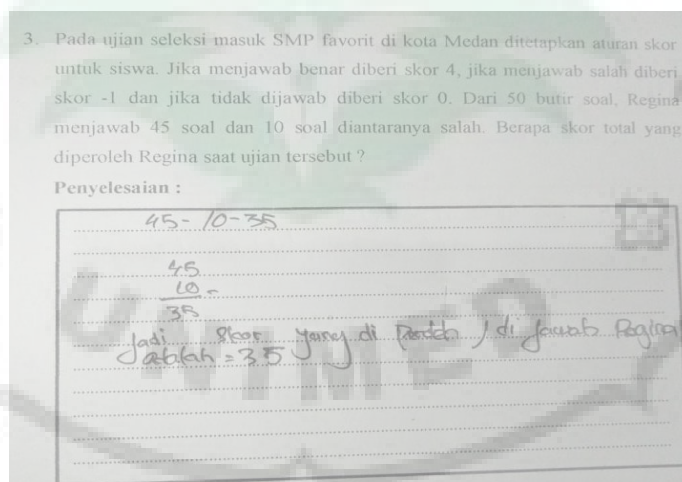 3. Pada ujian seleksi masuk SMP favorit di kota Medan ditetapkan aturan skor
untuk siswa. Jika menjawab benar diberi skor 4, jika menjawab salah diberi
skor -1 dan jika tidak dijawab diberi skor 0. Dari 50 butir soal, Regina
menjawab 45 soal dan 10 soal diantaranya salah. Berapa skor total yang
diperoleh Regina saat ujian tersebut ?
Penyelesaian :
45 - 10 - 35
45
10 -
35
Jadi Skor yang di / di jawab Regina
adalah = 35
UNIMED